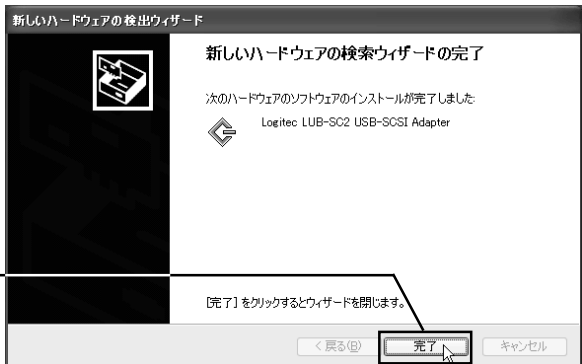 新しいハードウェアの検出ウィザード
新しいハードウェアの検索ウィザードの完了
次のハードウェアのソフトウェアのインストールが完了しました:
Logitec LUB-SC2 USB-SCSI Adapter
[完了] をクリックするとウィザードを閉じます。
< 戻る(B)
完了
キャンセル